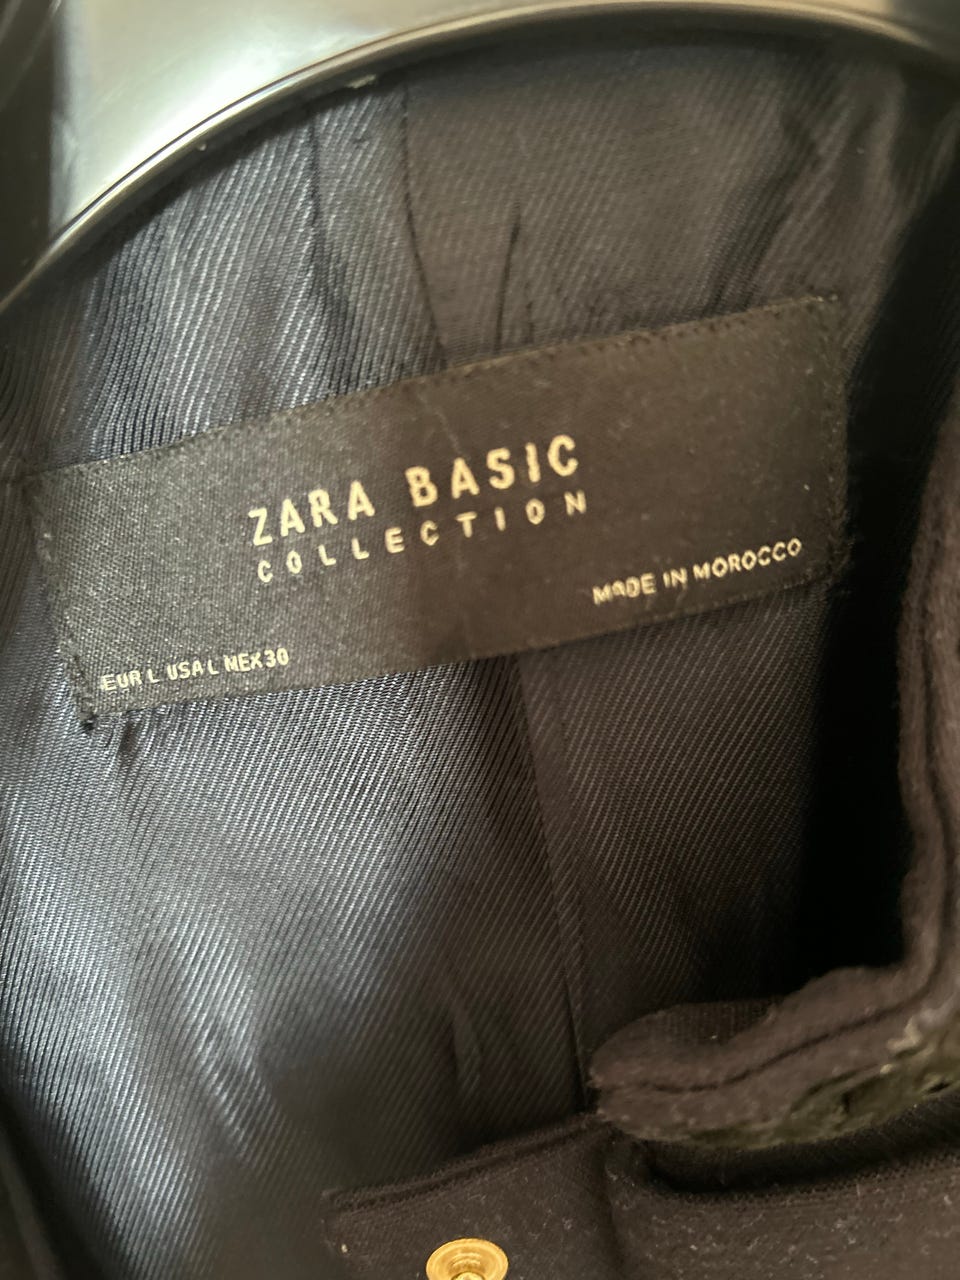 ZARA BASIC
COLLECTION
MADE IN MOROCCO
EUR L USA L MEX 30